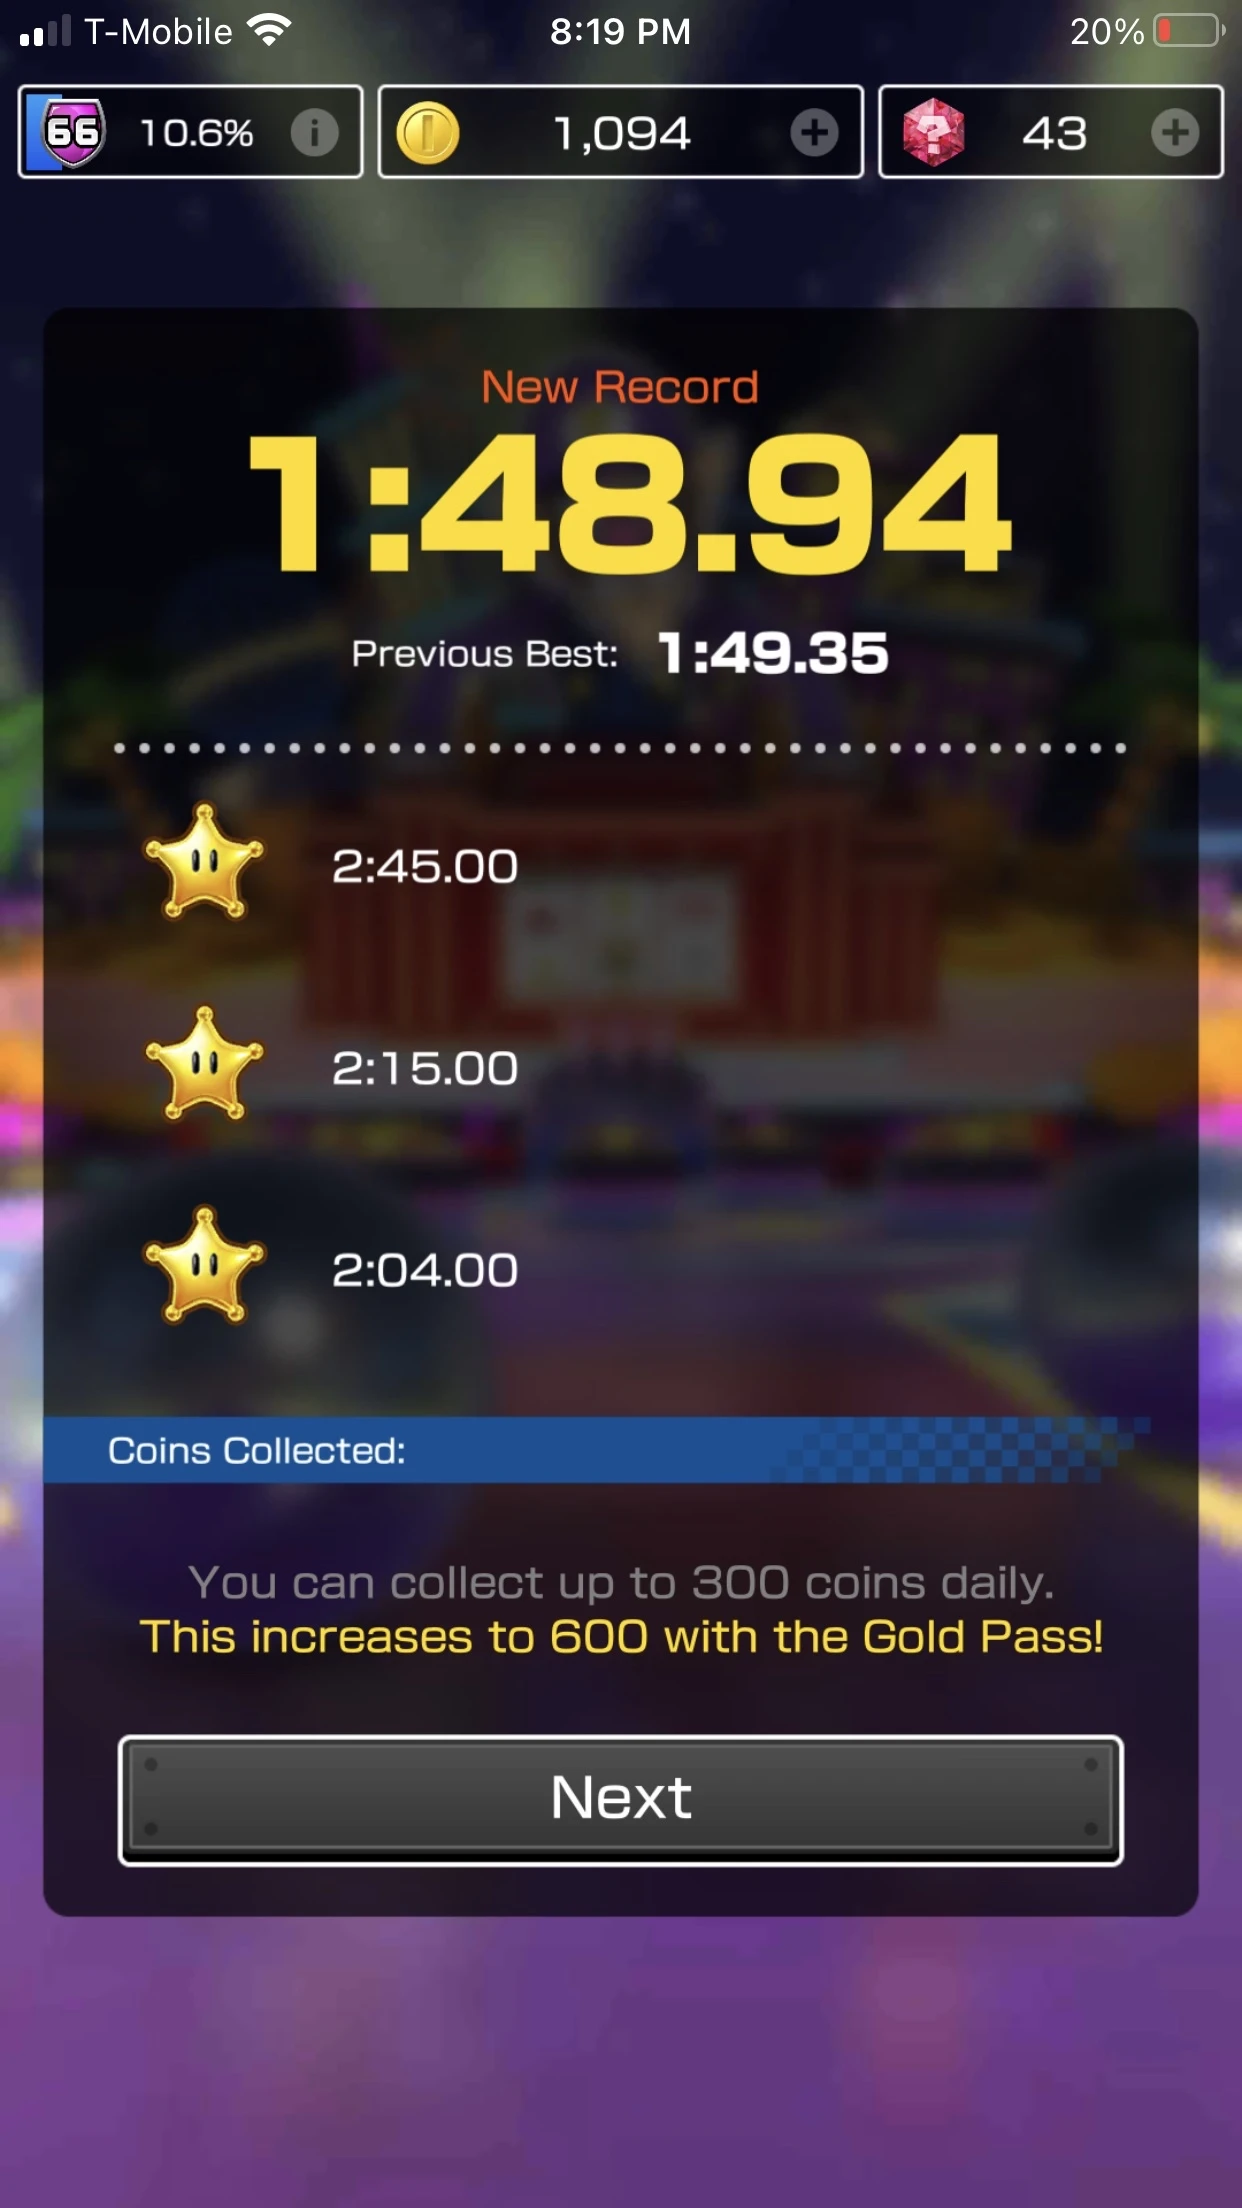 T-Mobile 8:19 PM 20%
66 10.6% i 1,094 + ? 43 +
New Record
1:48.94
Previous Best: 1:49.35
2:45.00
2:15.00
2:04.00
Coins Collected:
You can collect up to 300 coins daily.
This increases to 600 with the Gold Pass!
Next